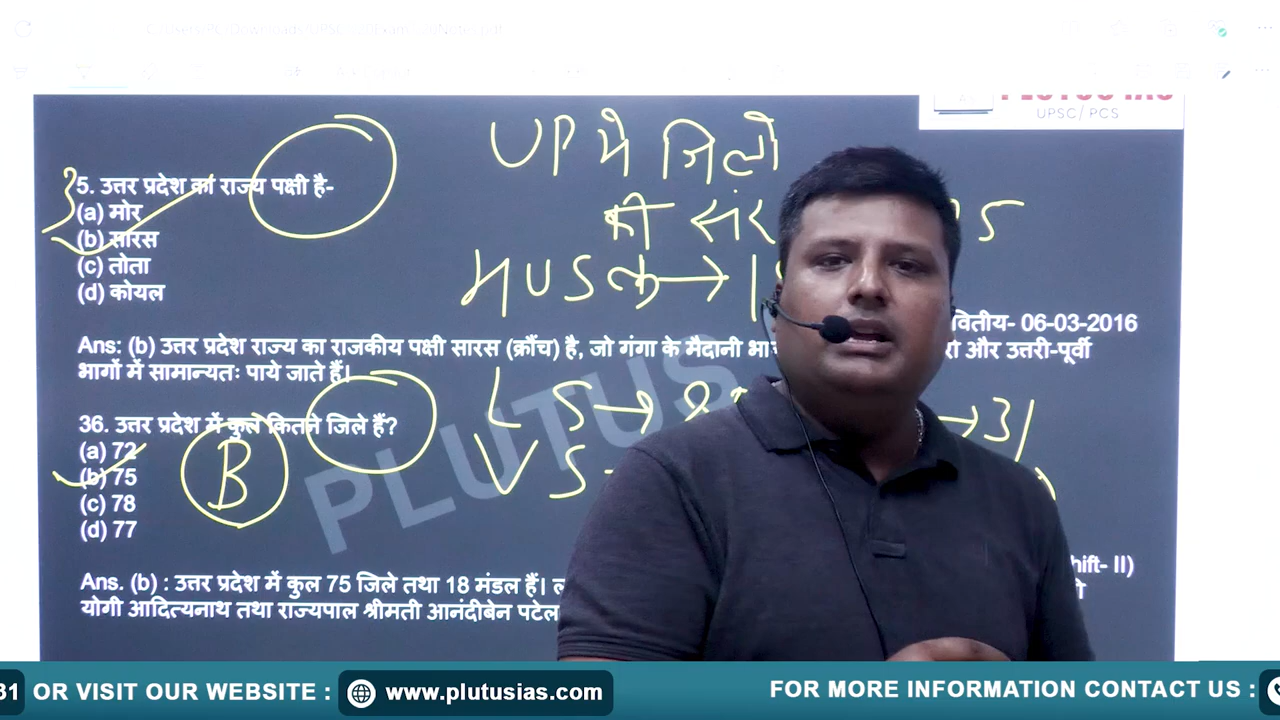 UPSC/ PCS
UP मे जिलो
की
5
35. उत्तर प्रदेश का राज्य पक्षी है-
(a) मोर
(b) सारस
(c) तोता
(d) कोयल
06-03-2016
Ans: (b) उत्तर प्रदेश राज्य का राजकीय पक्षी सारस (क्रौंच) है, जो गंगा के मैदानी और उत्तरी-पूर्वी
भागों में सामान्यतः पाये जाते हैं।
L S → → 31
V S
36. उत्तर प्रदेश में कुल कितने जिले हैं?
(a) 72
(b) 75
(c) 78
(d) 77
B
PLUTUS
Ans. (b) : उत्तर प्रदेश में कुल 75 जिले तथा 18 मंडल हैं।
योगी आदित्यनाथ तथा राज्यपाल श्रीमती आनंदीबेन पटेल
II)
31 OR VISIT OUR WEBSITE : www.plutusias.com FOR MORE INFORMATION CONTACT US :